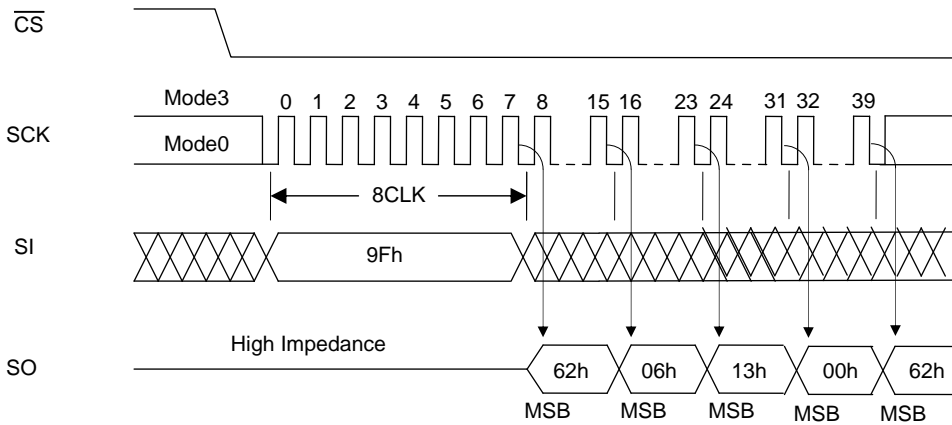 CS
Mode3 0 1 2 3 4 5 6 7 8 15 16 23 24 31 32 39
SCK
Mode0
8CLK
SI
9Fh
High Impedance
SO
62h 06h 13h 00h 62h
MSB MSB MSB MSB MSB